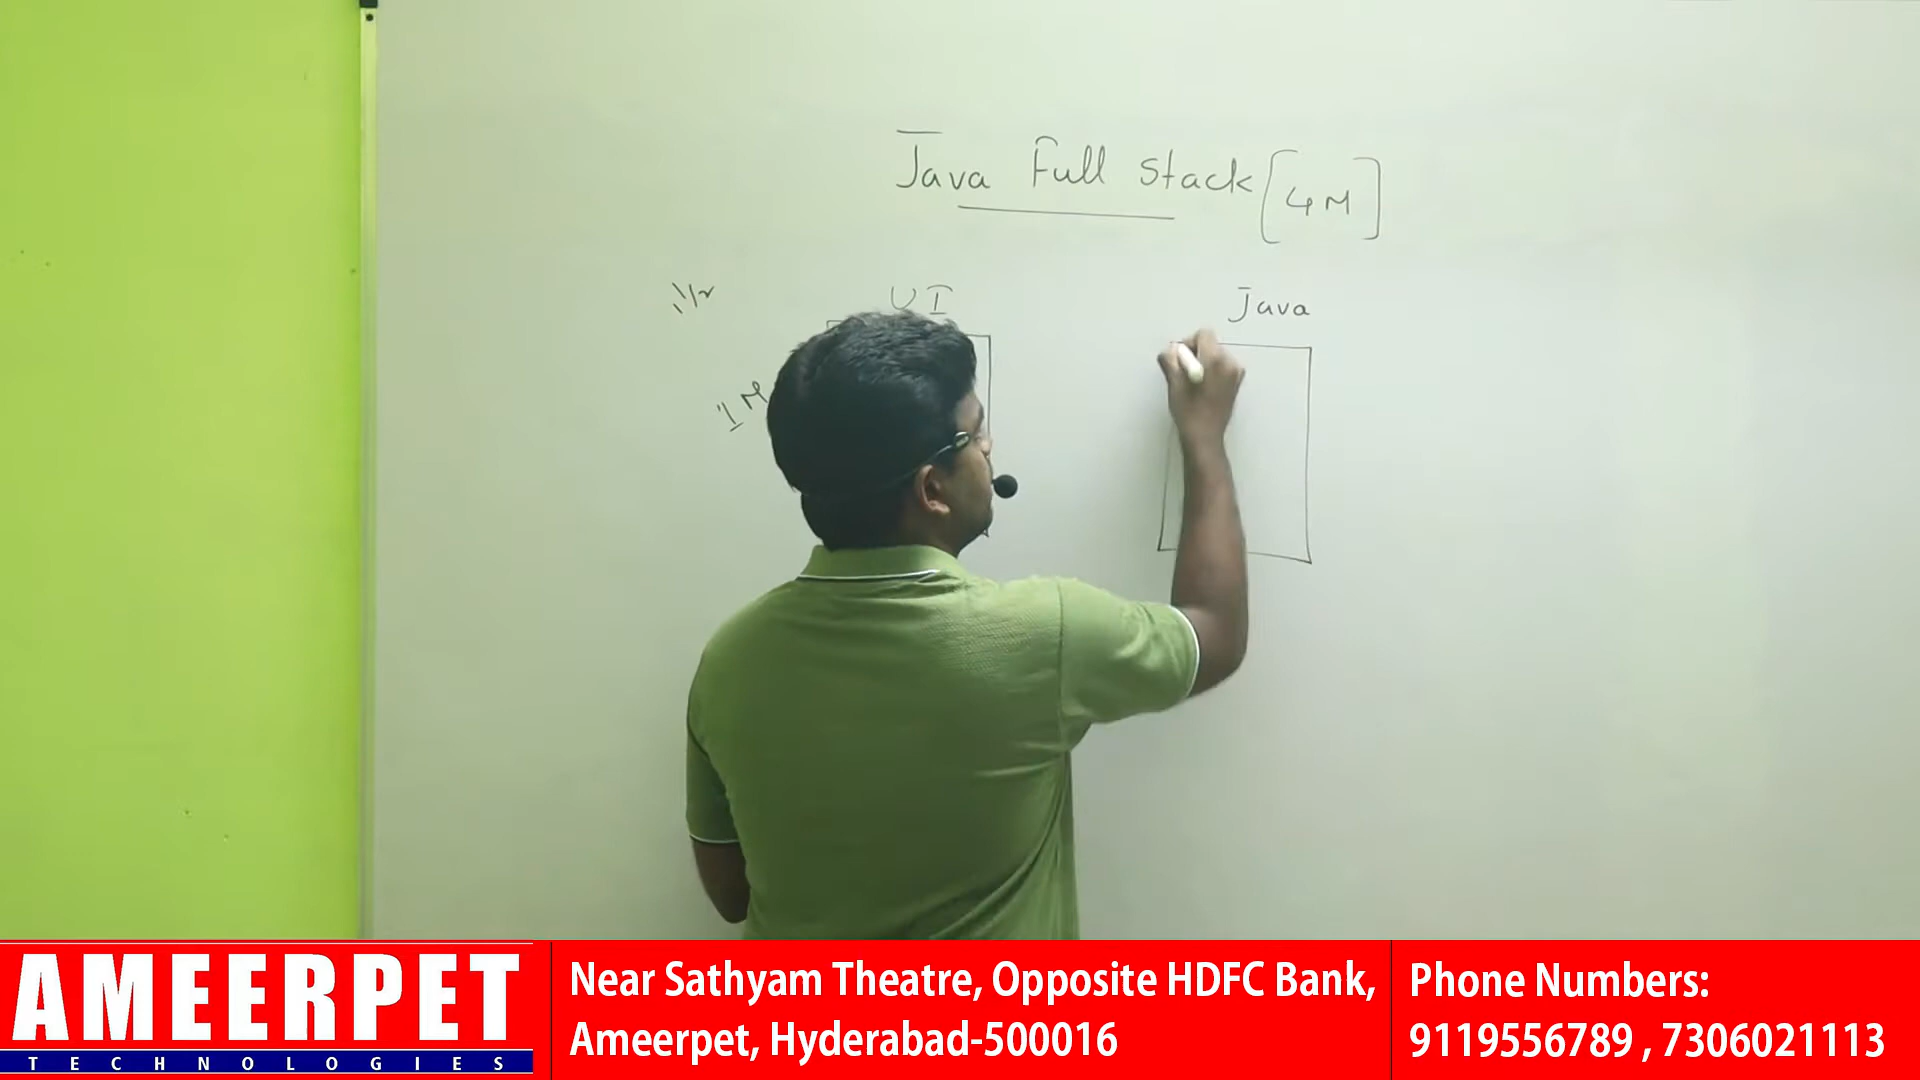 Java Full Stack [4M]
1 1/2
UI
Java
1M
AMEERPET
TECHNOLOGIES
Near Sathyam Theatre, Opposite HDFC Bank,
Ameerpet, Hyderabad-500016
Phone Numbers:
9119556789 , 7306021113